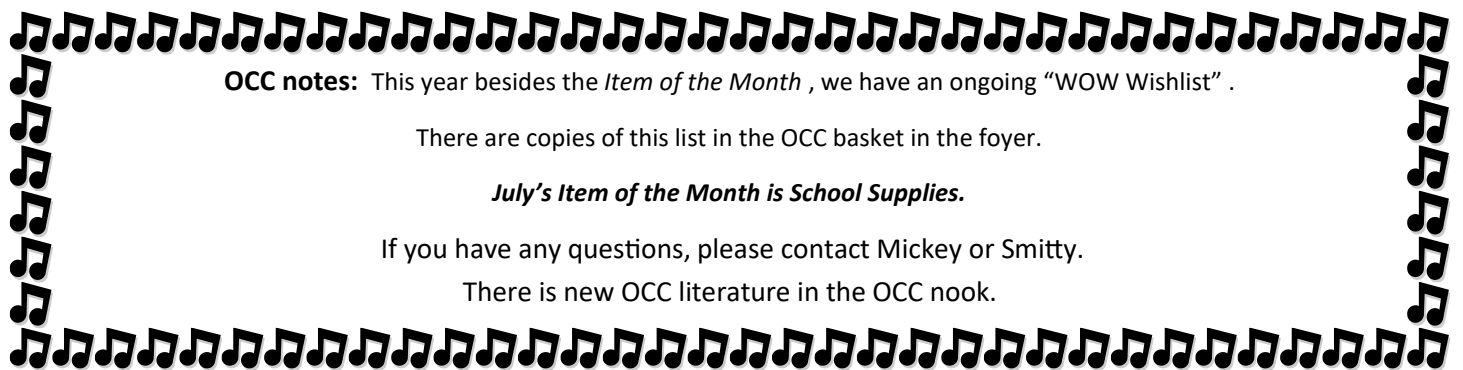 OCC notes: This year besides the Item of the Month , we have an ongoing “WOW Wishlist” .
There are copies of this list in the OCC basket in the foyer.
July’s Item of the Month is School Supplies.
If you have any questions, please contact Mickey or Smitty.
There is new OCC literature in the OCC nook.